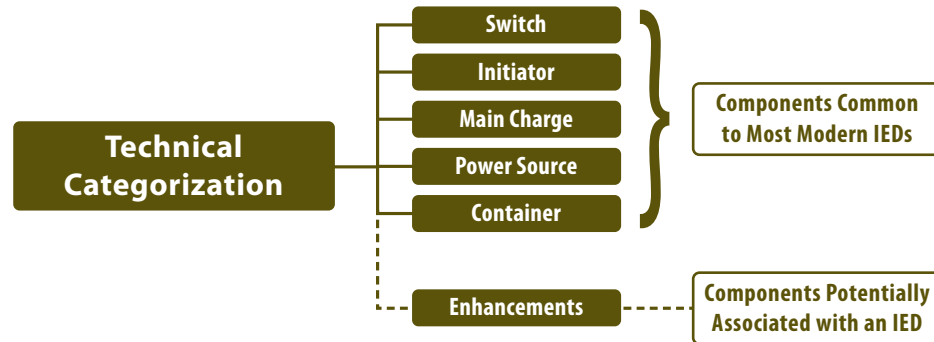 Technical
Categorization
Switch
Initiator
Main Charge
Power Source
Container
Components Common
to Most Modern IEDs
Enhancements
Components Potentially
Associated with an IED